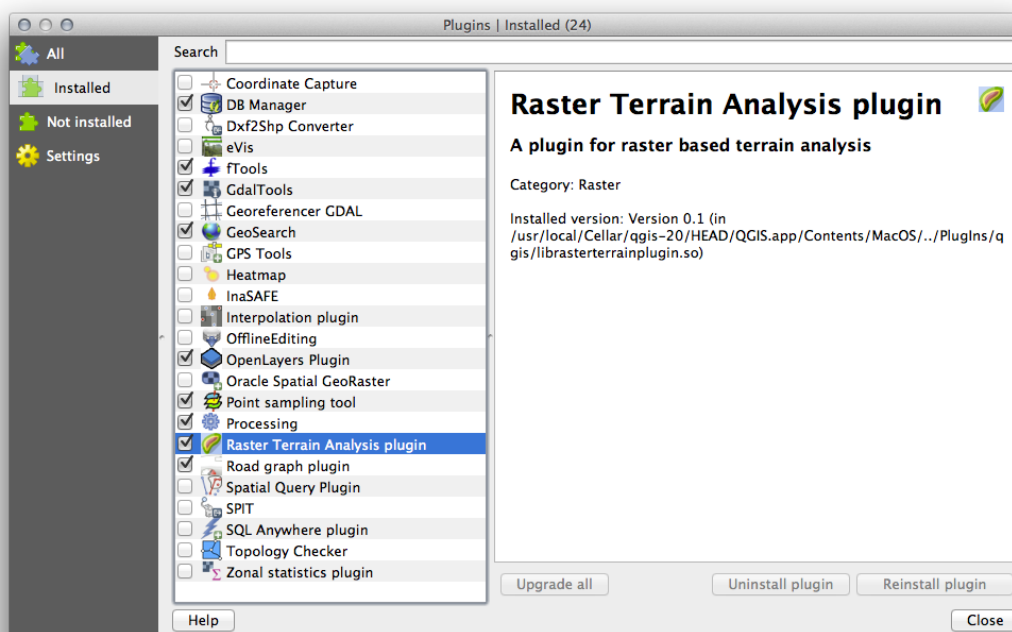 Plugins | Installed (24)
All
Installed
Not installed
Settings
Search
Coordinate Capture
DB Manager
Dxf2Shp Converter
eVis
fTools
GdalTools
Georeferencer GDAL
GeoSearch
GPS Tools
Heatmap
InaSAFE
Interpolation plugin
OfflineEditing
OpenLayers Plugin
Oracle Spatial GeoRaster
Point sampling tool
Processing
Raster Terrain Analysis plugin
Road graph plugin
Spatial Query Plugin
SPIT
SQL Anywhere plugin
Topology Checker
Zonal statistics plugin
Raster Terrain Analysis plugin
A plugin for raster based terrain analysis
Category: Raster
Installed version: Version 0.1 (in
/usr/local/Cellar/qgis-20/HEAD/QGIS.app/Contents/MacOS/../PlugIns/q
gis/librasterterrainplugin.so)
Upgrade all
Uninstall plugin
Reinstall plugin
Help
Close